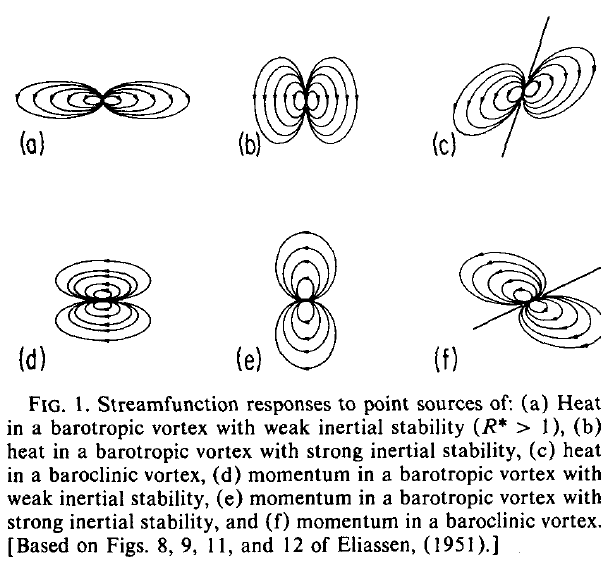 (a)
(b)
(c)
(d)
(e)
(f)
FIG. 1. Streamfunction responses to point sources of: (a) Heat
in a barotropic vortex with weak inertial stability (R* > 1), (b)
heat in a barotropic vortex with strong inertial stability, (c) heat
in a baroclinic vortex, (d) momentum in a barotropic vortex with
weak inertial stability, (e) momentum in a barotropic vortex with
strong inertial stability, and (f) momentum in a baroclinic vortex.
[Based on Figs. 8, 9, 11, and 12 of Eliassen, (1951).]